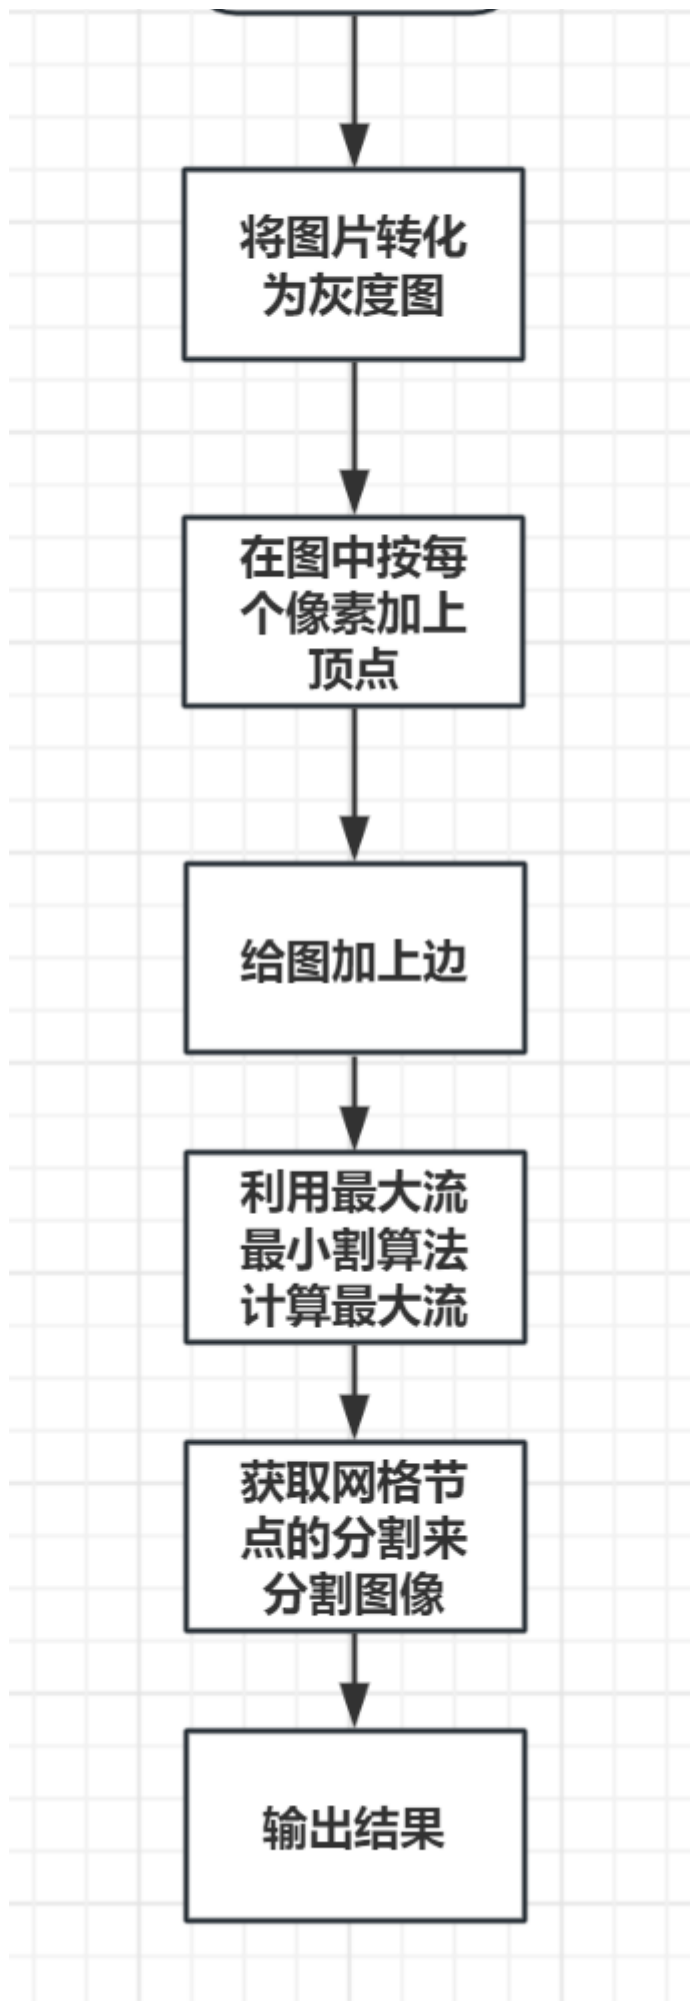 将图片转化
为灰度图
在图中按每
个像素加上
顶点
给图加上边
利用最大流
最小割算法
计算最大流
获取网格节
点的分割来
分割图像
输出结果